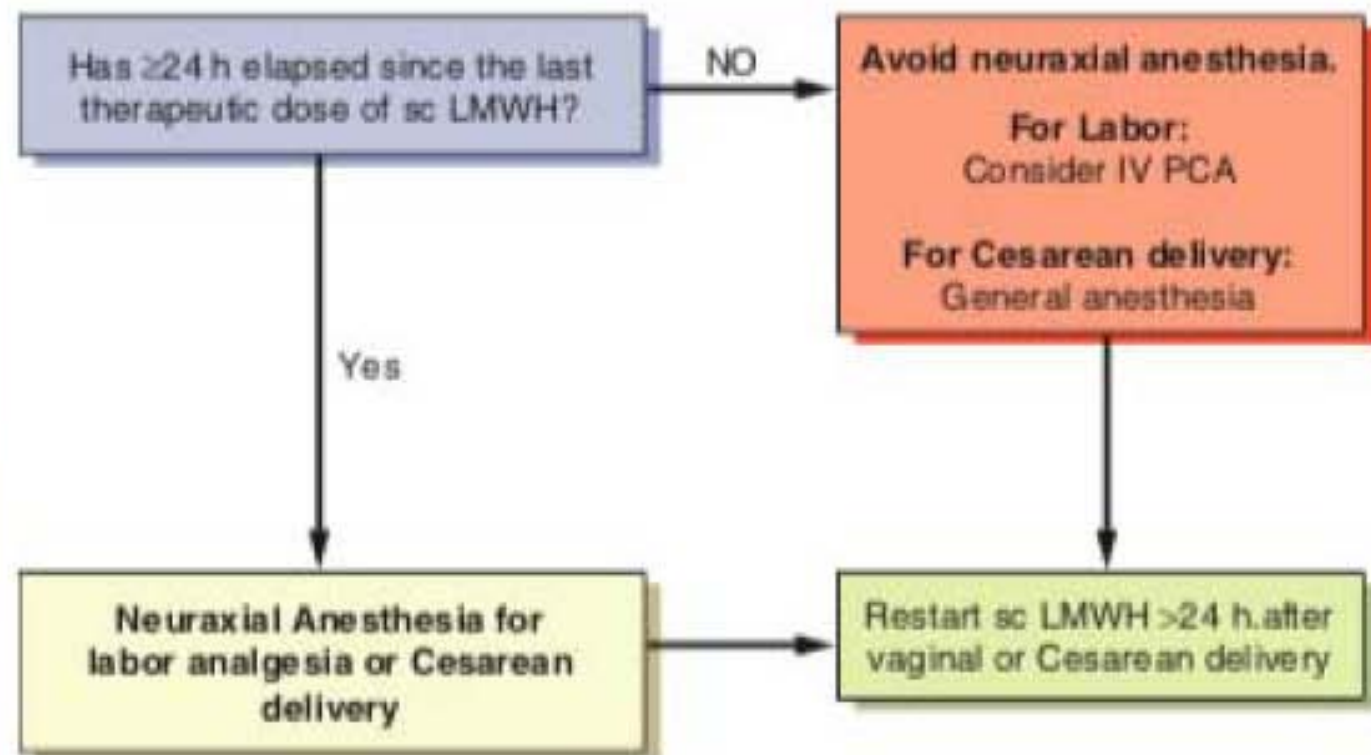 Has ≥24 h elapsed since the last
therapeutic dose of sc LMWH?
NO
Avoid neuraxial anesthesia.
For Labor:
Consider IV PCA
For Cesarean delivery:
General anesthesia
Yes
Neuraxial Anesthesia for
labor analgesia or Cesarean
delivery
Restart sc LMWH >24 h.after
vaginal or Cesarean delivery